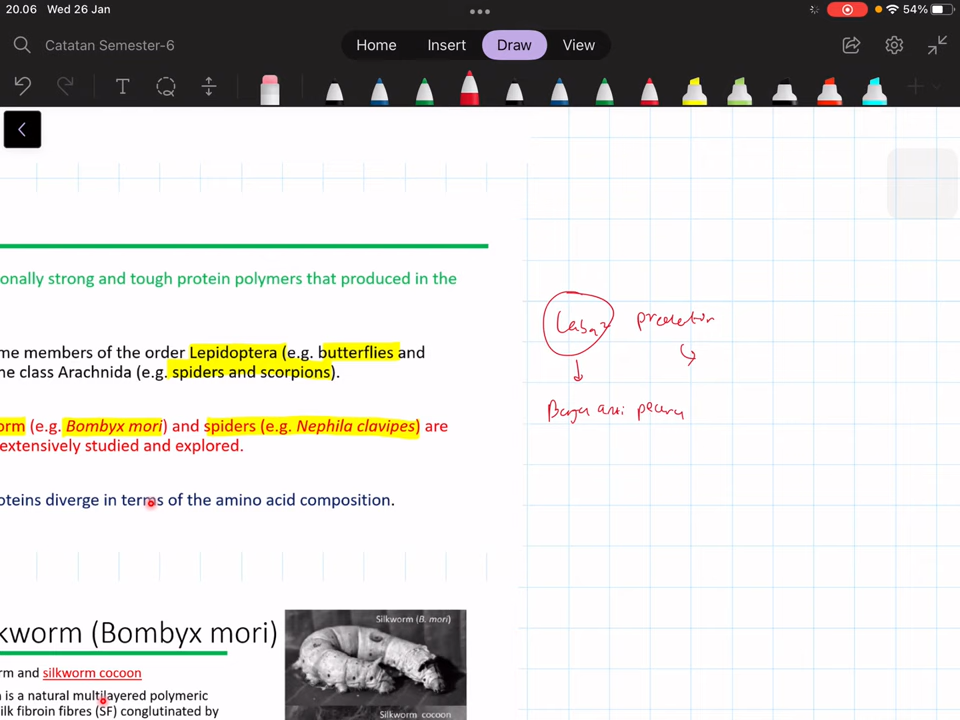 20.06 Wed 26 Jan
54%
Catatan Semester-6
Home Insert Draw View
onally strong and tough protein polymers that produced in the
me members of the order Lepidoptera (e.g. butterflies and
he class Arachnida (e.g. spiders and scorpions).
orm (e.g. Bombyx mori) and spiders (e.g. Nephila clavipes) are
extensively studied and explored.
oteins diverge in terms of the amino acid composition.
predator
anti
kworm (Bombyx mori)
Silkworm (B. mori)
rm and silkworm cocoon
n is a natural multilayered polymeric
silk fibroin fibres (SF) conglutinated by
Silkworm cocoon